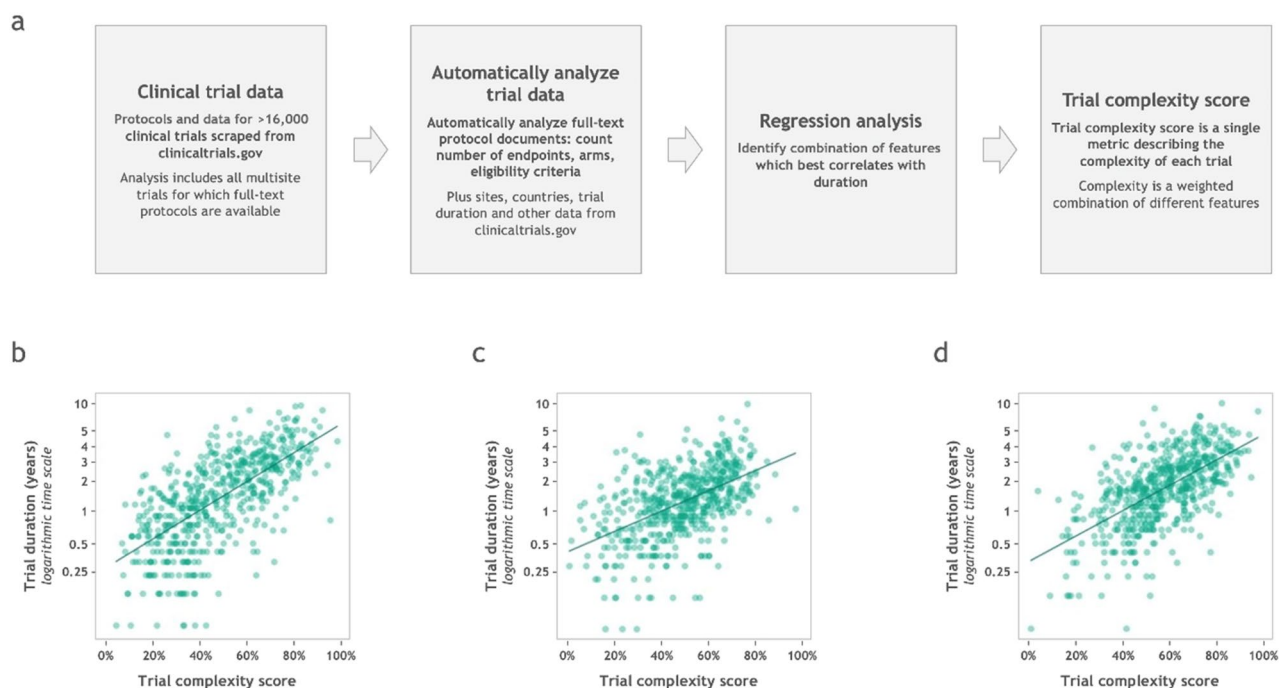 a
Clinical trial data
Protocols and data for >16,000
clinical trials scraped from
clinicaltrials.gov
Analysis includes all multisite
trials for which full-text
protocols are available
Automatically analyze
trial data
Automatically analyze full-text
protocol documents: count
number of endpoints, arms,
eligibility criteria
Plus sites, countries, trial
duration and other data from
clinicaltrials.gov
Regression analysis
Identify combination of features
which best correlates with
duration
Trial complexity score
Trial complexity score is a single
metric describing the
complexity of each trial
Complexity is a weighted
combination of different features
b
Trial duration (years)
logarithmic time scale
10
5
4
3
2
1
0.5
0.25
0% 20% 40% 60% 80% 100%
Trial complexity score
c
Trial duration (years)
logarithmic time scale
10
5
4
3
2
1
0.5
0.25
0% 20% 40% 60% 80% 100%
Trial complexity score
d
Trial duration (years)
logarithmic time scale
10
5
4
3
2
1
0.5
0.25
0% 20% 40% 60% 80% 100%
Trial complexity score